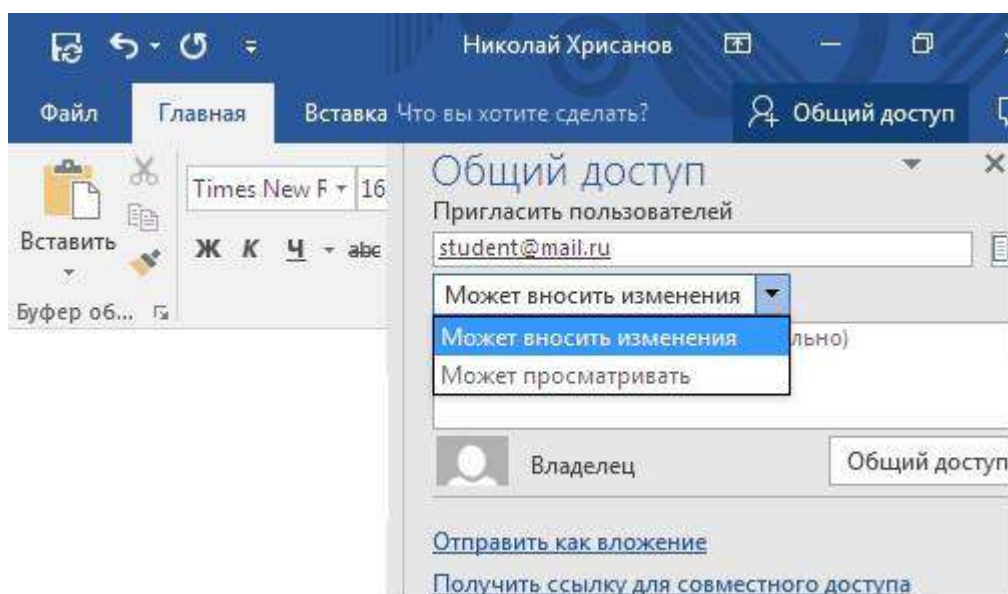 Николай Хрисанов
Файл Главная Вставка Что вы хотите сделать? Общий доступ
Общий доступ
Пригласить пользователей
Times New F 16
student@mail.ru
Вставить
Ж К Ч abc
Может вносить изменения
Буфер об...
Может вносить изменения
льно)
Может просматривать
Владелец
Общий доступ
Отправить как вложение
Получить ссылку для совместного доступа